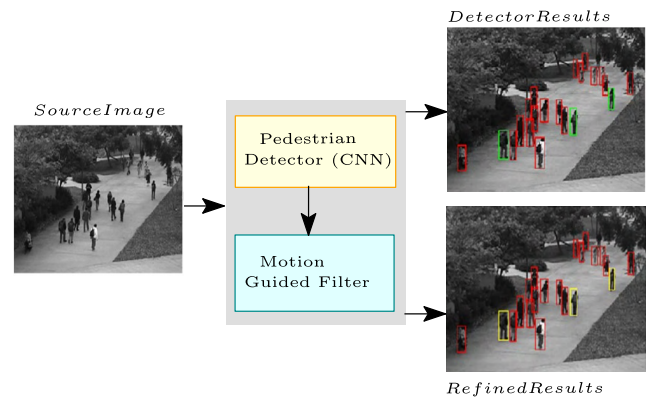 DetectorResults
SourceImage
Pedestrian
Detector (CNN)
Motion
Guided Filter
RefinedResults